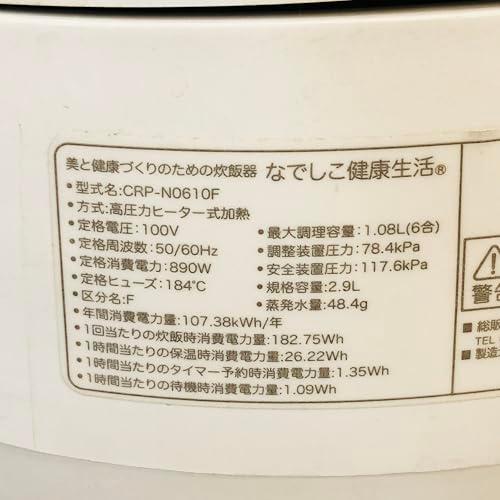 美と健康づくりのための炊飯器 なでしこ健康生活®
・型式名:CRP-N0610F
・方式:高圧力ヒーター式加熱
・定格電圧:100V
・定格周波数:50/60Hz
・定格消費電力:890W
・定格ヒューズ:184℃
・区分名:F
・最大調理容量:1.08L(6合)
・調整装置圧力:78.4kPa
・安全装置圧力:117.6kPa
・規格容量:2.9L
・蒸発水量:48.4g
・年間消費電力量:107.38kWh/年
・1回当たりの炊飯時消費電力量:182.75Wh
・1時間当たりの保温時消費電力量:26.22Wh
・1時間当たりのタイマー予約時消費電力量:1.35Wh
・1時間当たりの待機時消費電力量:1.09Wh
警告
■総販
TEL
■製造